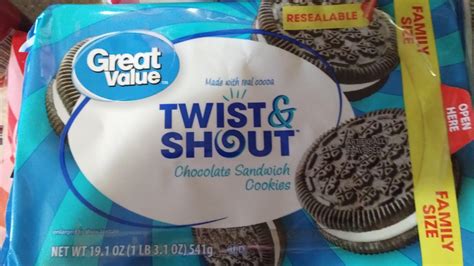 RESEALABLE
FAMILY SIZE
Great
Value
Made with real cocoa
TWIST&
SHOUT™
Chocolate Sandwich
Cookies
OPEN
HERE
FAMILY
SIZE
NET WT 19.1 OZ (1 LB 3.1 OZ) 541g